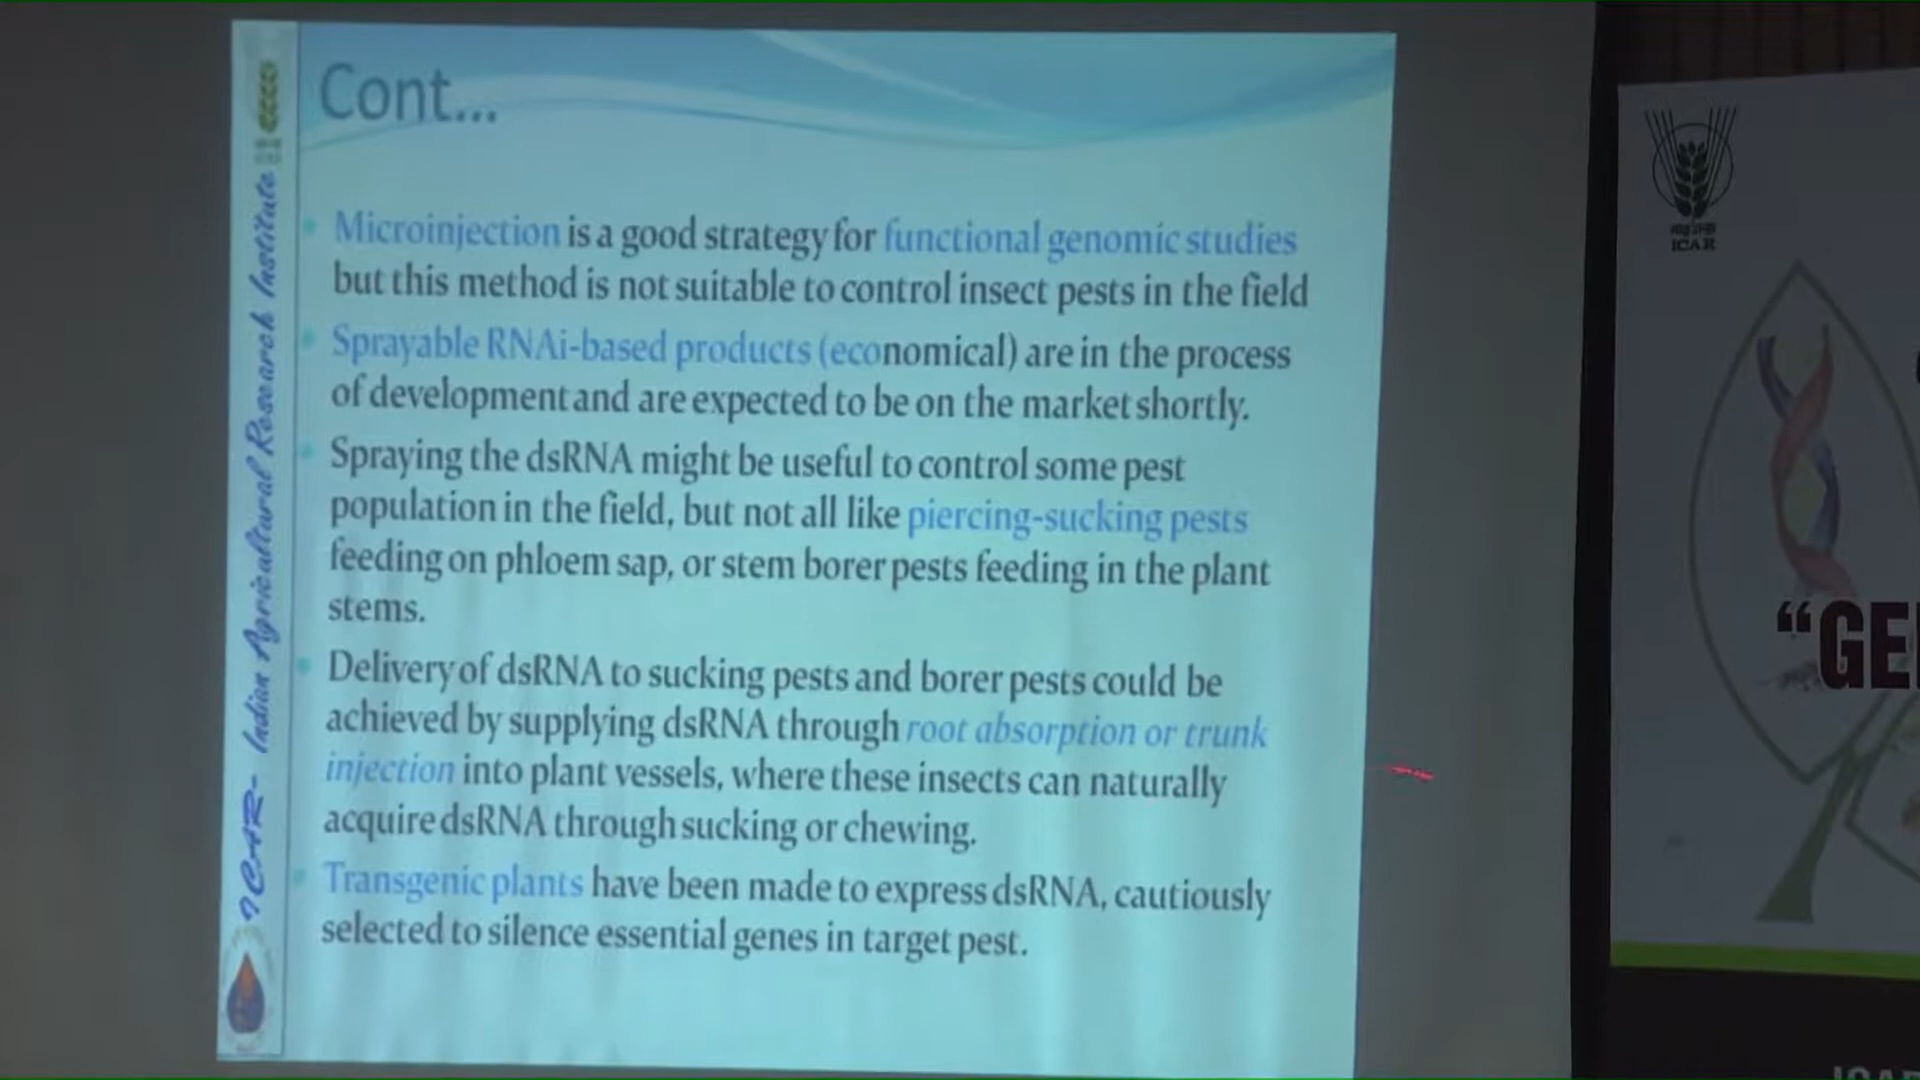 Cont...
Microinjection is a good strategy for functional genomic studies
but this method is not suitable to control insect pests in the field
Sprayable RNAi-based products (economical) are in the process
of development and are expected to be on the market shortly.
Spraying the dsRNA might be useful to control some pest
population in the field, but not all like piercing-sucking pests
feeding on phloem sap, or stem borer pests feeding in the plant
stems.
Delivery of dsRNA to sucking pests and borer pests could be
achieved by supplying dsRNA through root absorption or trunk
injection into plant vessels, where these insects can naturally
acquire dsRNA through sucking or chewing.
Transgenic plants have been made to express dsRNA, cautiously
selected to silence essential genes in target pest.
ICAR- Indian Agricultural Research Institute
ICAR
“GE